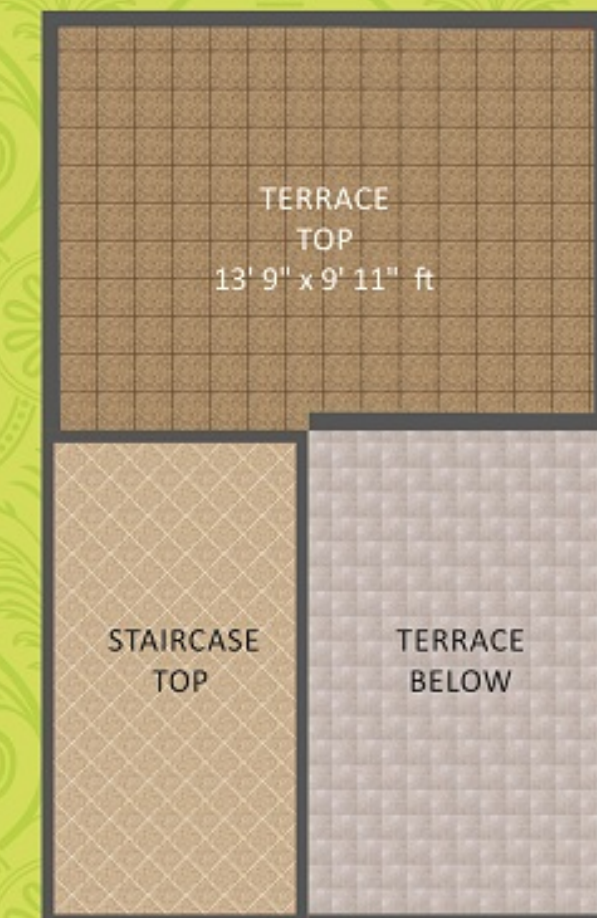 TERRACE
TOP
13' 9" x 9' 11" ft
STAIRCASE
TOP
TERRACE
BELOW